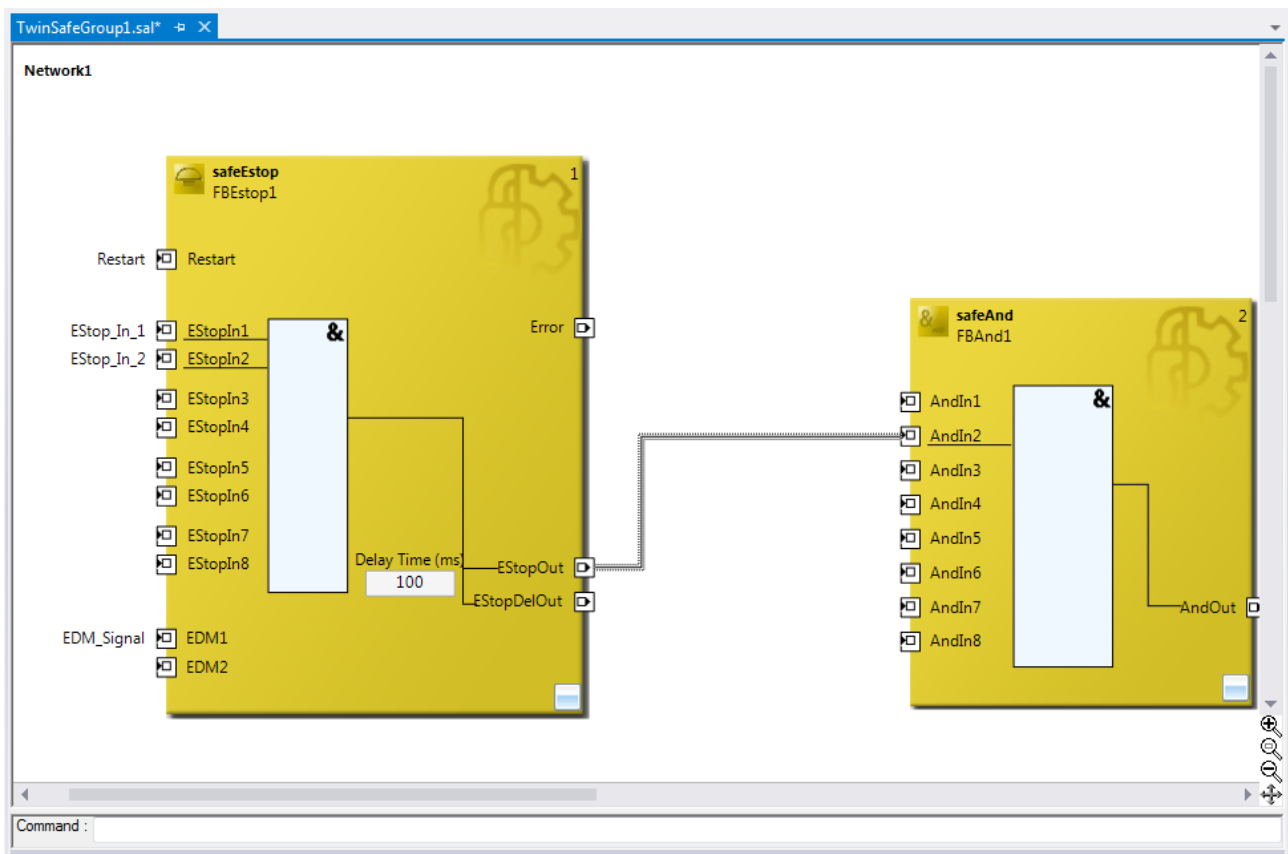 TwinSafeGroup1.sal*
Network1
safeEstop
FBEstop1
1
Restart
Restart
EStop_In_1
EStopIn1
&
Error
EStop_In_2
EStopIn2
EStopIn3
EStopIn4
EStopIn5
EStopIn6
EStopIn7
EStopIn8
Delay Time (ms)
100
EStopOut
EStopDelOut
EDM_Signal
EDM1
EDM2
&
safeAnd
FBAnd1
2
AndIn1
&
AndIn2
AndIn3
AndIn4
AndIn5
AndIn6
AndIn7
AndOut
AndIn8
Command :